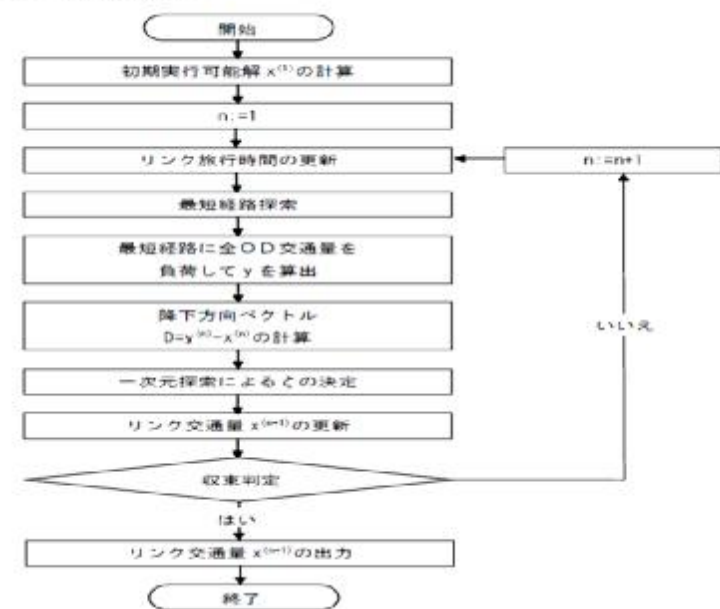 開始
初期実行可能解 x⁽¹⁾の計算
n:=1
リンク旅行時間の更新
n:=n+1
最短経路探索
最短経路に全OD交通量を
負荷してyを算出
降下方向ベクトル
D=y⁽ⁿ⁾-x⁽ⁿ⁾の計算
いいえ
一次元探索によるξの決定
リンク交通量 x⁽ⁿ⁺¹⁾の更新
収束判定
はい
リンク交通量 x⁽ⁿ⁺¹⁾の出力
終了